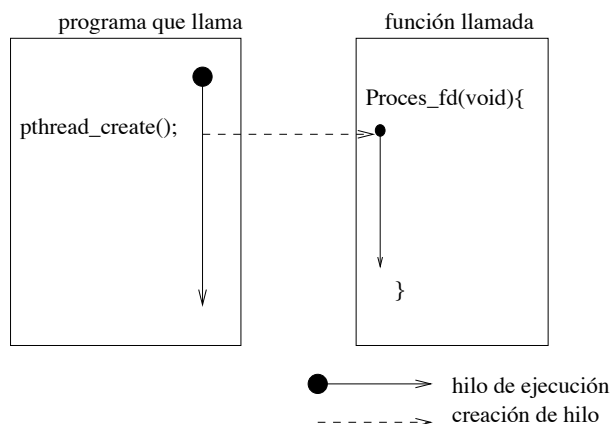 programa que llama
función llamada
Proces_fd(void){
pthread_create();
}
hilo de ejecución
creación de hilo